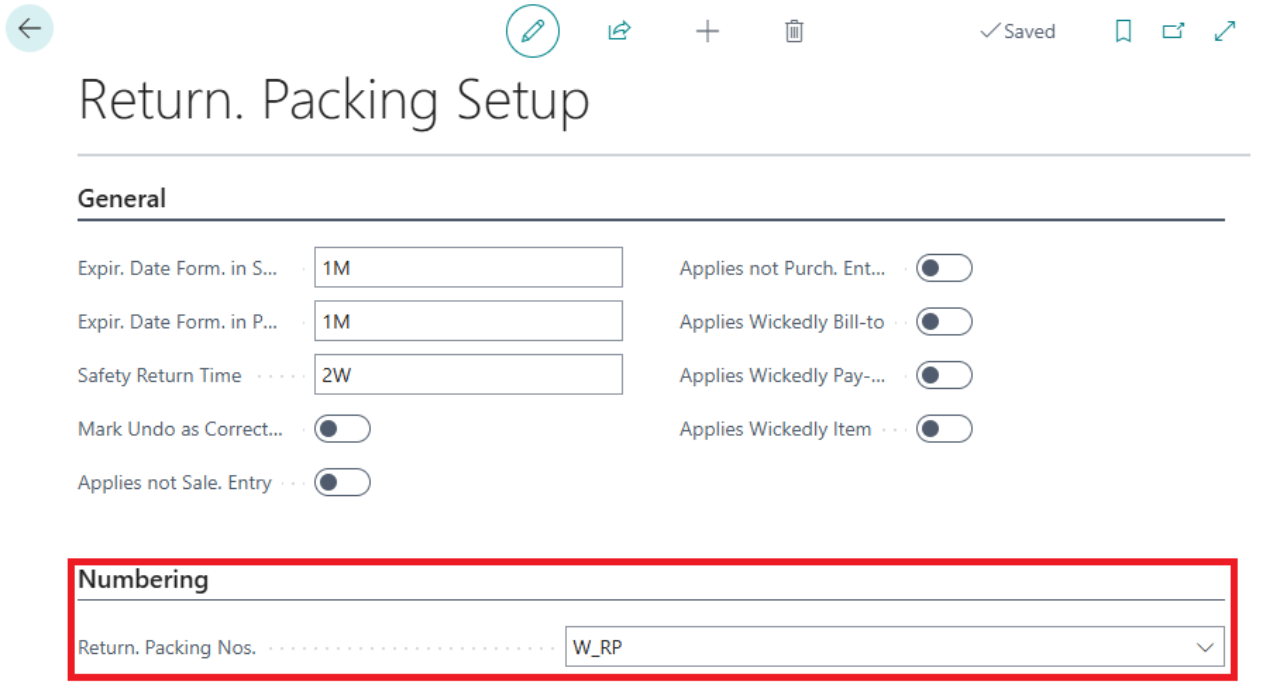 Saved
Return. Packing Setup
General
Expir. Date Form. in S... 1M
Expir. Date Form. in P... 1M
Safety Return Time 2W
Mark Undo as Correct...
Applies not Sale. Entry
Applies not Purch. Ent...
Applies Wickedly Bill-to
Applies Wickedly Pay-...
Applies Wickedly Item
Numbering
Return. Packing Nos. W_RP